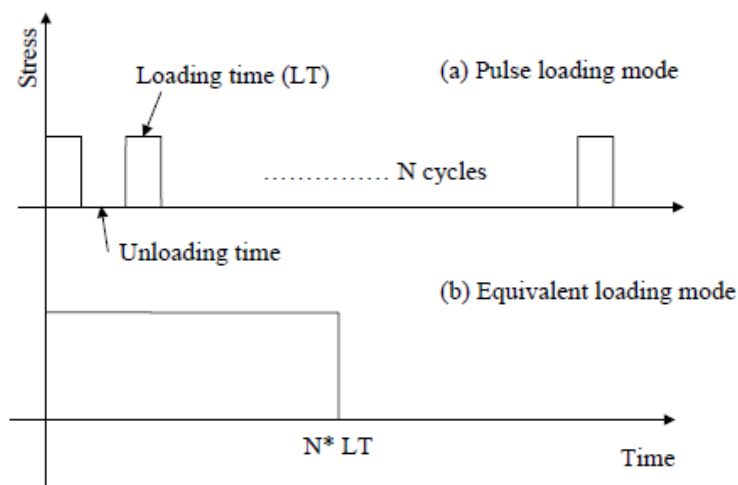 Stress
Loading time (LT)
(a) Pulse loading mode
............... N cycles
Unloading time
(b) Equivalent loading mode
N* LT
Time